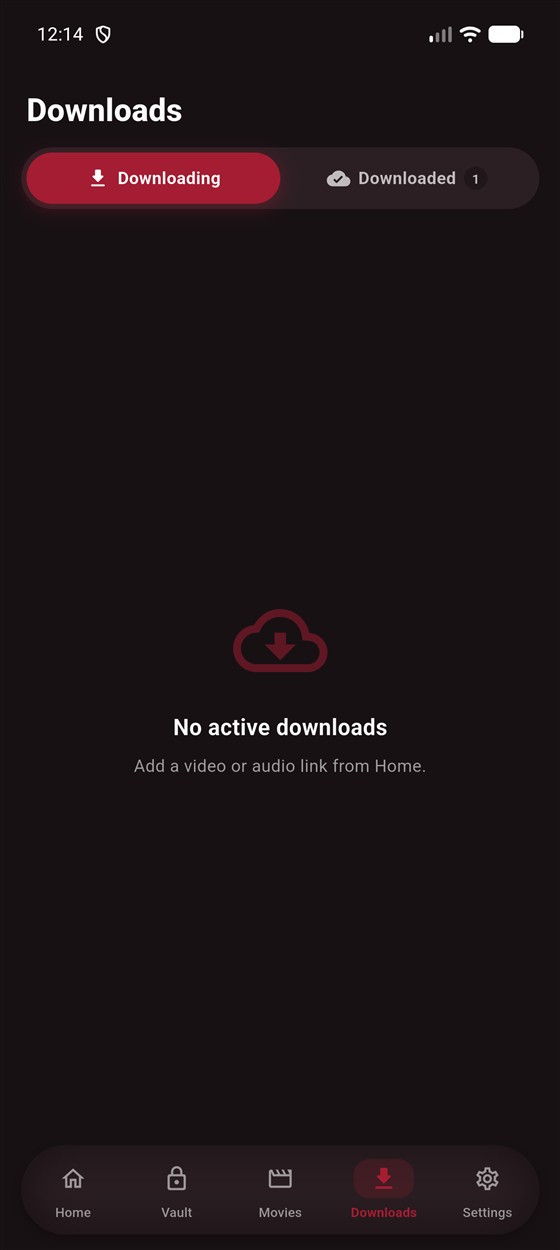 12:14
Downloads
Downloading
Downloaded 1
No active downloads
Add a video or audio link from Home.
Home Vault Movies Downloads Settings